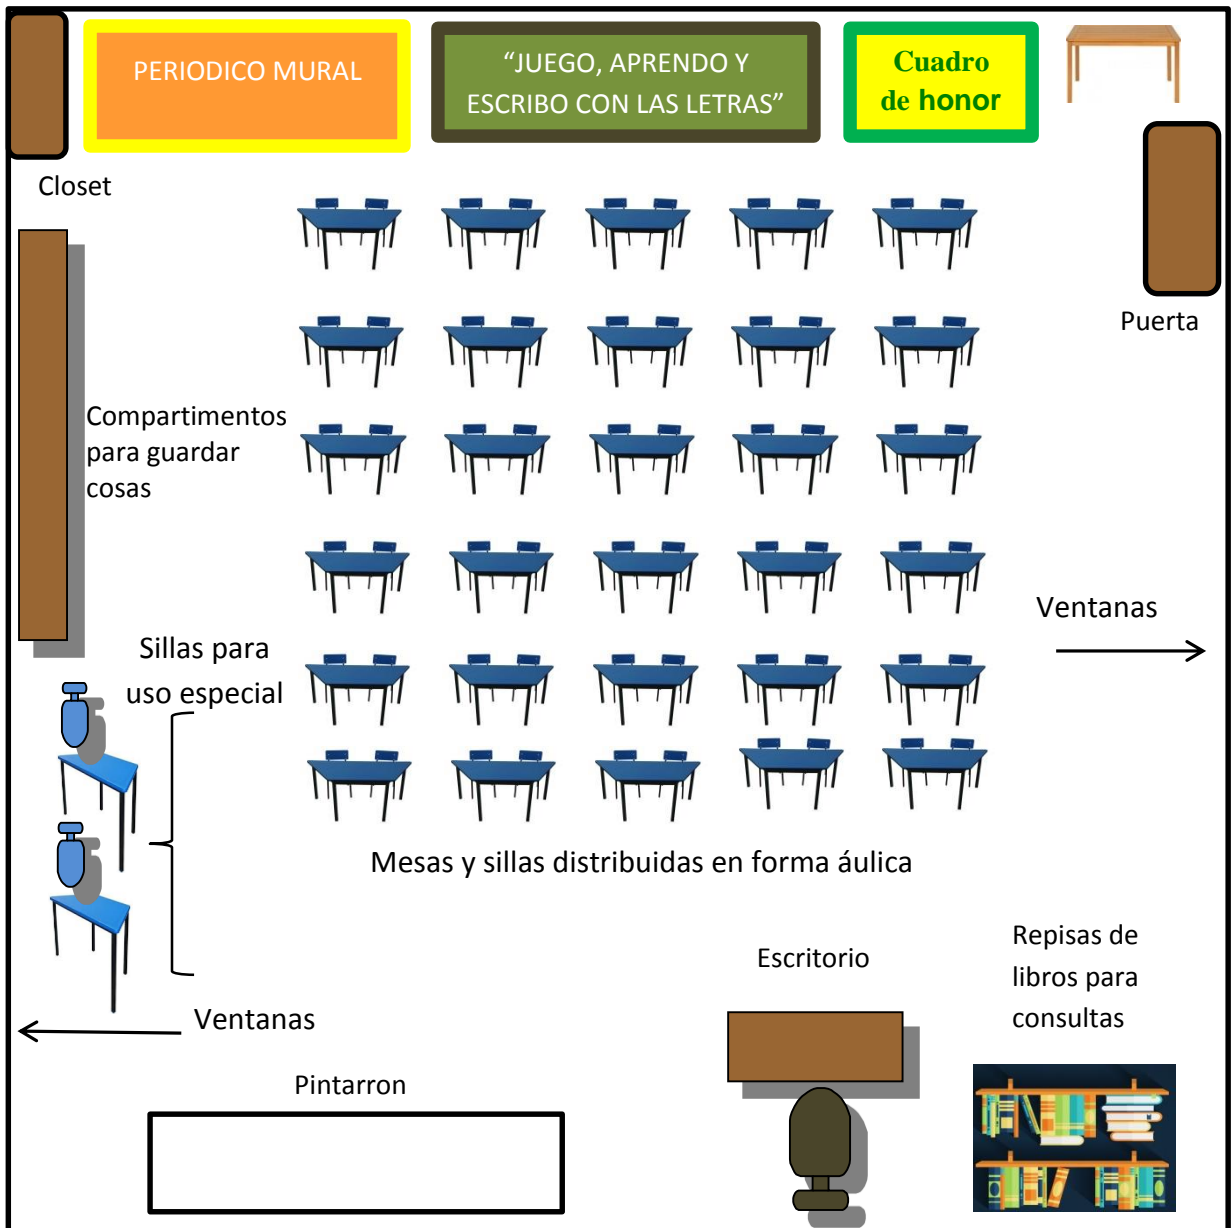 PERIODICO MURAL
“JUEGO, APRENDO Y
ESCRIBO CON LAS LETRAS”
Cuadro
de honor
Closet
Puerta
Compartimentos
para guardar
cosas
Ventanas
Sillas para
uso especial
Mesas y sillas distribuidas en forma áulica
Escritorio
Repisas de
libros para
consultas
Ventanas
Pintarron